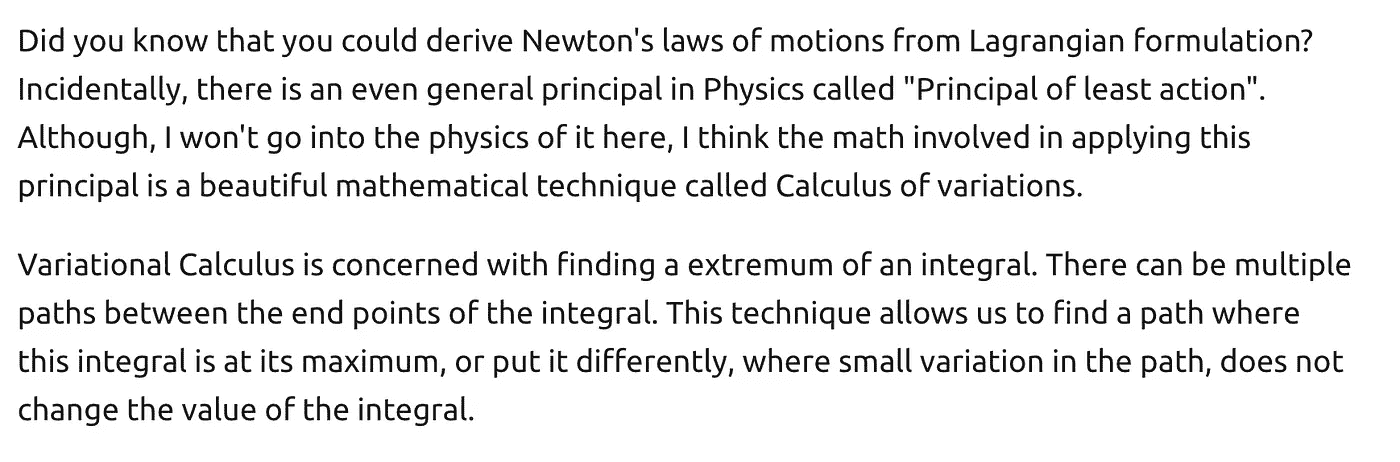 Did you know that you could derive Newton's laws of motions from Lagrangian formulation?
Incidentally, there is an even general principal in Physics called "Principal of least action".
Although, I won't go into the physics of it here, I think the math involved in applying this
principal is a beautiful mathematical technique called Calculus of variations.
Variational Calculus is concerned with finding a extremum of an integral. There can be multiple
paths between the end points of the integral. This technique allows us to find a path where
this integral is at its maximum, or put it differently, where small variation in the path, does not
change the value of the integral.